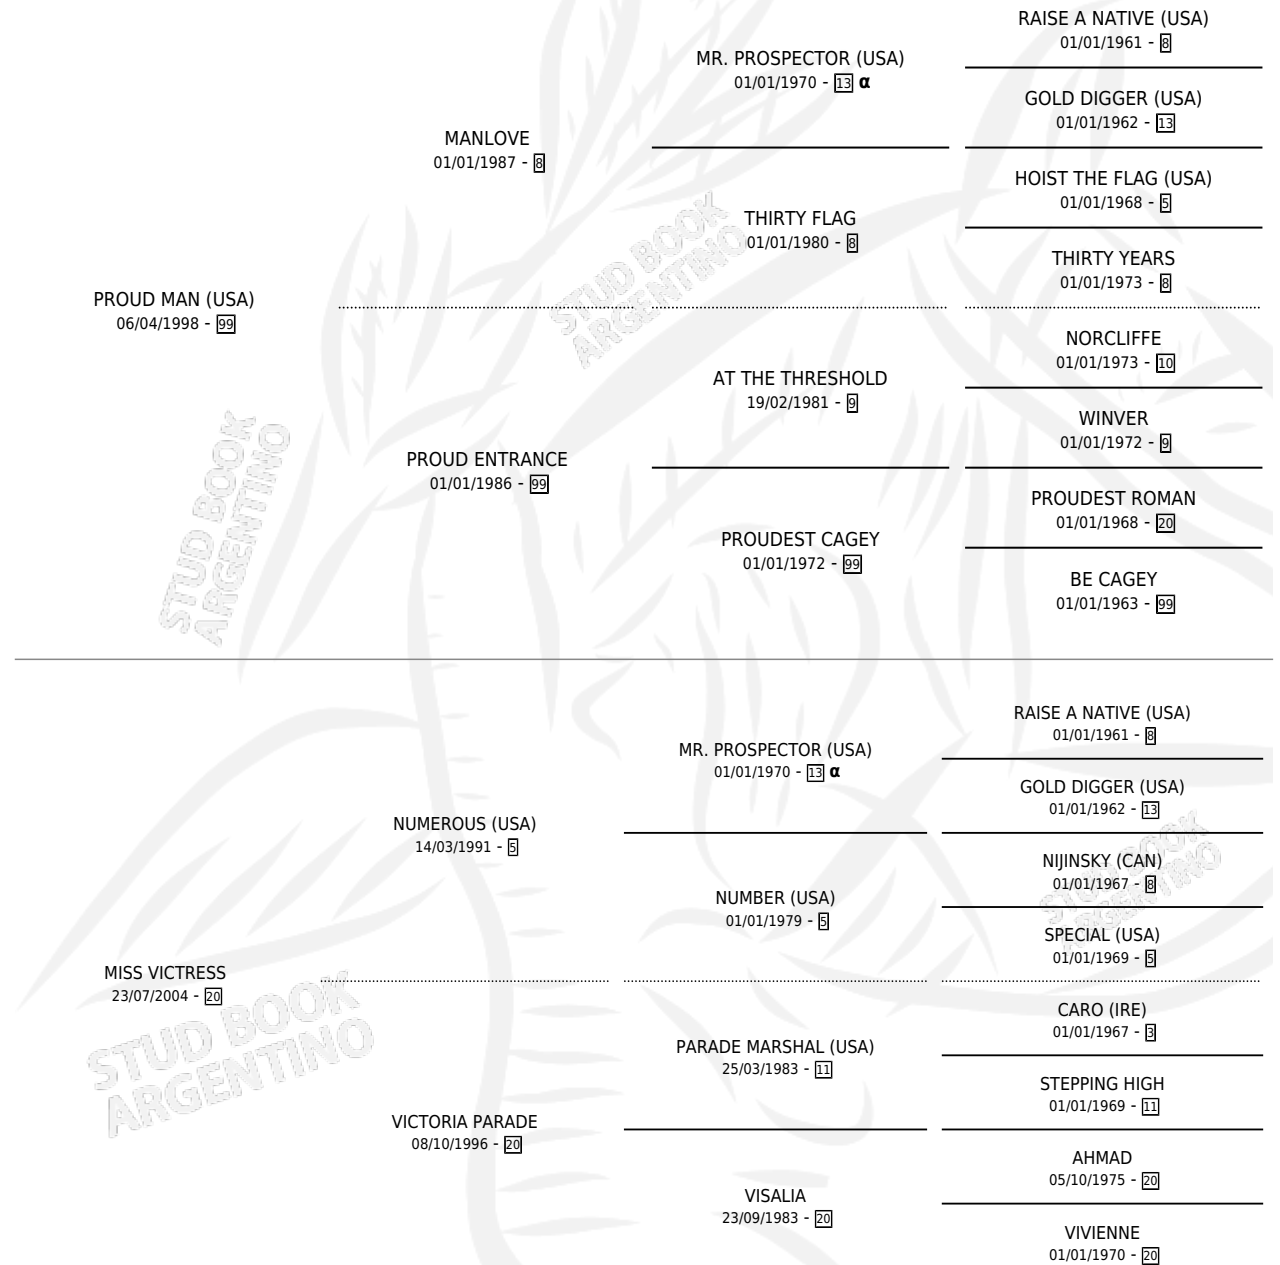 RAISE A NATIVE (USA)
01/01/1961 - 8
MR. PROSPECTOR (USA)
01/01/1970 - 13 α
GOLD DIGGER (USA)
01/01/1962 - 13
MANLOVE
01/01/1987 - 8
HOIST THE FLAG (USA)
01/01/1968 - 5
THIRTY FLAG
01/01/1980 - 8
THIRTY YEARS
01/01/1973 - 8
PROUD MAN (USA)
06/04/1998 - 99
NORCLIFFE
01/01/1973 - 10
AT THE THRESHOLD
19/02/1981 - 9
WINVER
01/01/1972 - 9
PROUD ENTRANCE
01/01/1986 - 99
PROUDEST ROMAN
01/01/1968 - 20
PROUDEST CAGEY
01/01/1972 - 99
BE CAGEY
01/01/1963 - 99
RAISE A NATIVE (USA)
01/01/1961 - 8
MR. PROSPECTOR (USA)
01/01/1970 - 13 α
GOLD DIGGER (USA)
01/01/1962 - 13
NUMEROUS (USA)
14/03/1991 - 5
NIJINSKY (CAN)
01/01/1967 - 8
NUMBER (USA)
01/01/1979 - 5
SPECIAL (USA)
01/01/1969 - 5
MISS VICTRESS
23/07/2004 - 20
CARO (IRE)
01/01/1967 - 3
PARADE MARSHAL (USA)
25/03/1983 - 11
STEPPING HIGH
01/01/1969 - 11
VICTORIA PARADE
08/10/1996 - 20
AHMAD
05/10/1975 - 20
VISALIA
23/09/1983 - 20
VIVIENNE
01/01/1970 - 20
STUD BOOK
ARGENTINO
STUD BOOK
ARGENTINO
STUD BOOK
ARGENTINO
STUD BOOK
ARGENTINO